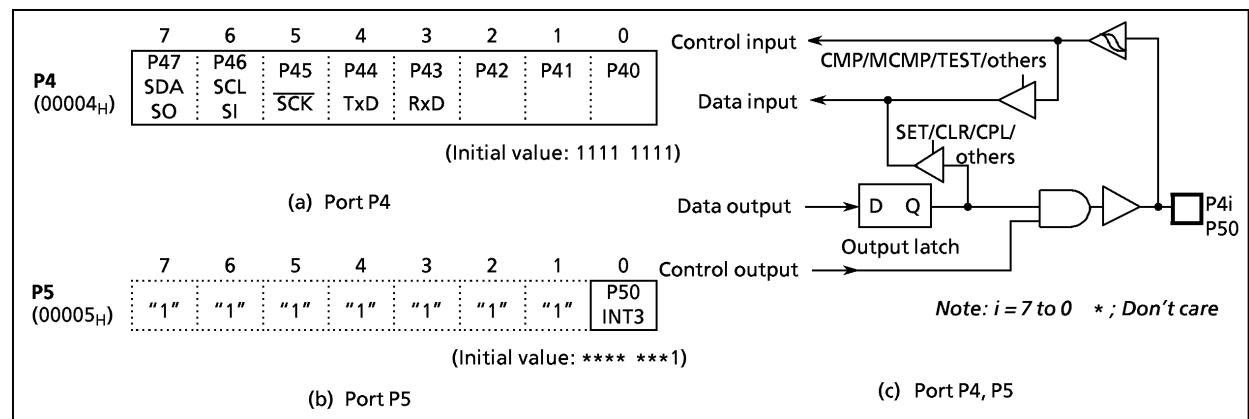 7 6 5 4 3 2 1 0
P4
(00004H)
P47 P46 P45 P44 P43 P42 P41 P40
SDA SCL SCK TxD RxD
SO SI
(Initial value: 1111 1111)
(a) Port P4
7 6 5 4 3 2 1 0
P5
(00005H)
“1” “1” “1” “1” “1” “1” “1” P50
INT3
(Initial value: **** ***1)
(b) Port P5
Control input
CMP/MCMP/TEST/others
Data input
SET/CLR/CPL/
others
Data output
D Q
P4i
P50
Output latch
Control output
Note: i = 7 to 0 * ; Don’t care
(c) Port P4, P5